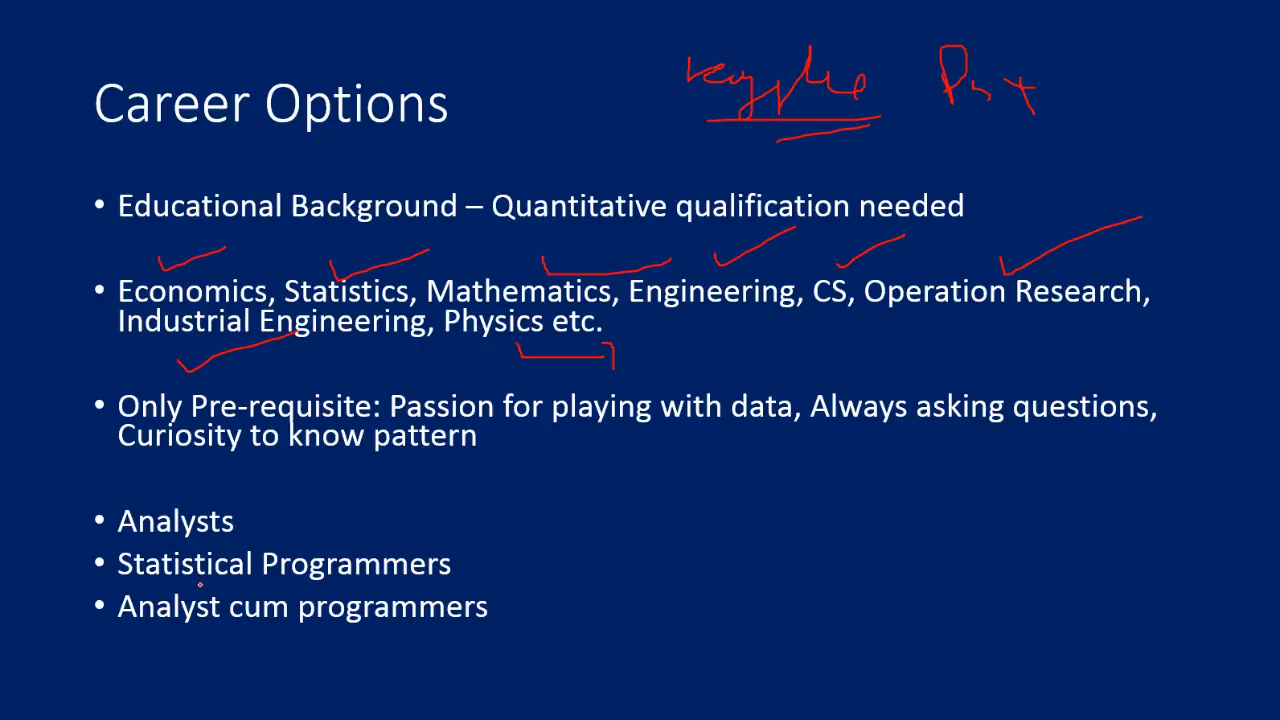 Career Options
• Educational Background – Quantitative qualification needed
• Economics, Statistics, Mathematics, Engineering, CS, Operation Research,
Industrial Engineering, Physics etc.
• Only Pre-requisite: Passion for playing with data, Always asking questions,
Curiosity to know pattern
• Analysts
• Statistical Programmers
• Analyst cum programmers